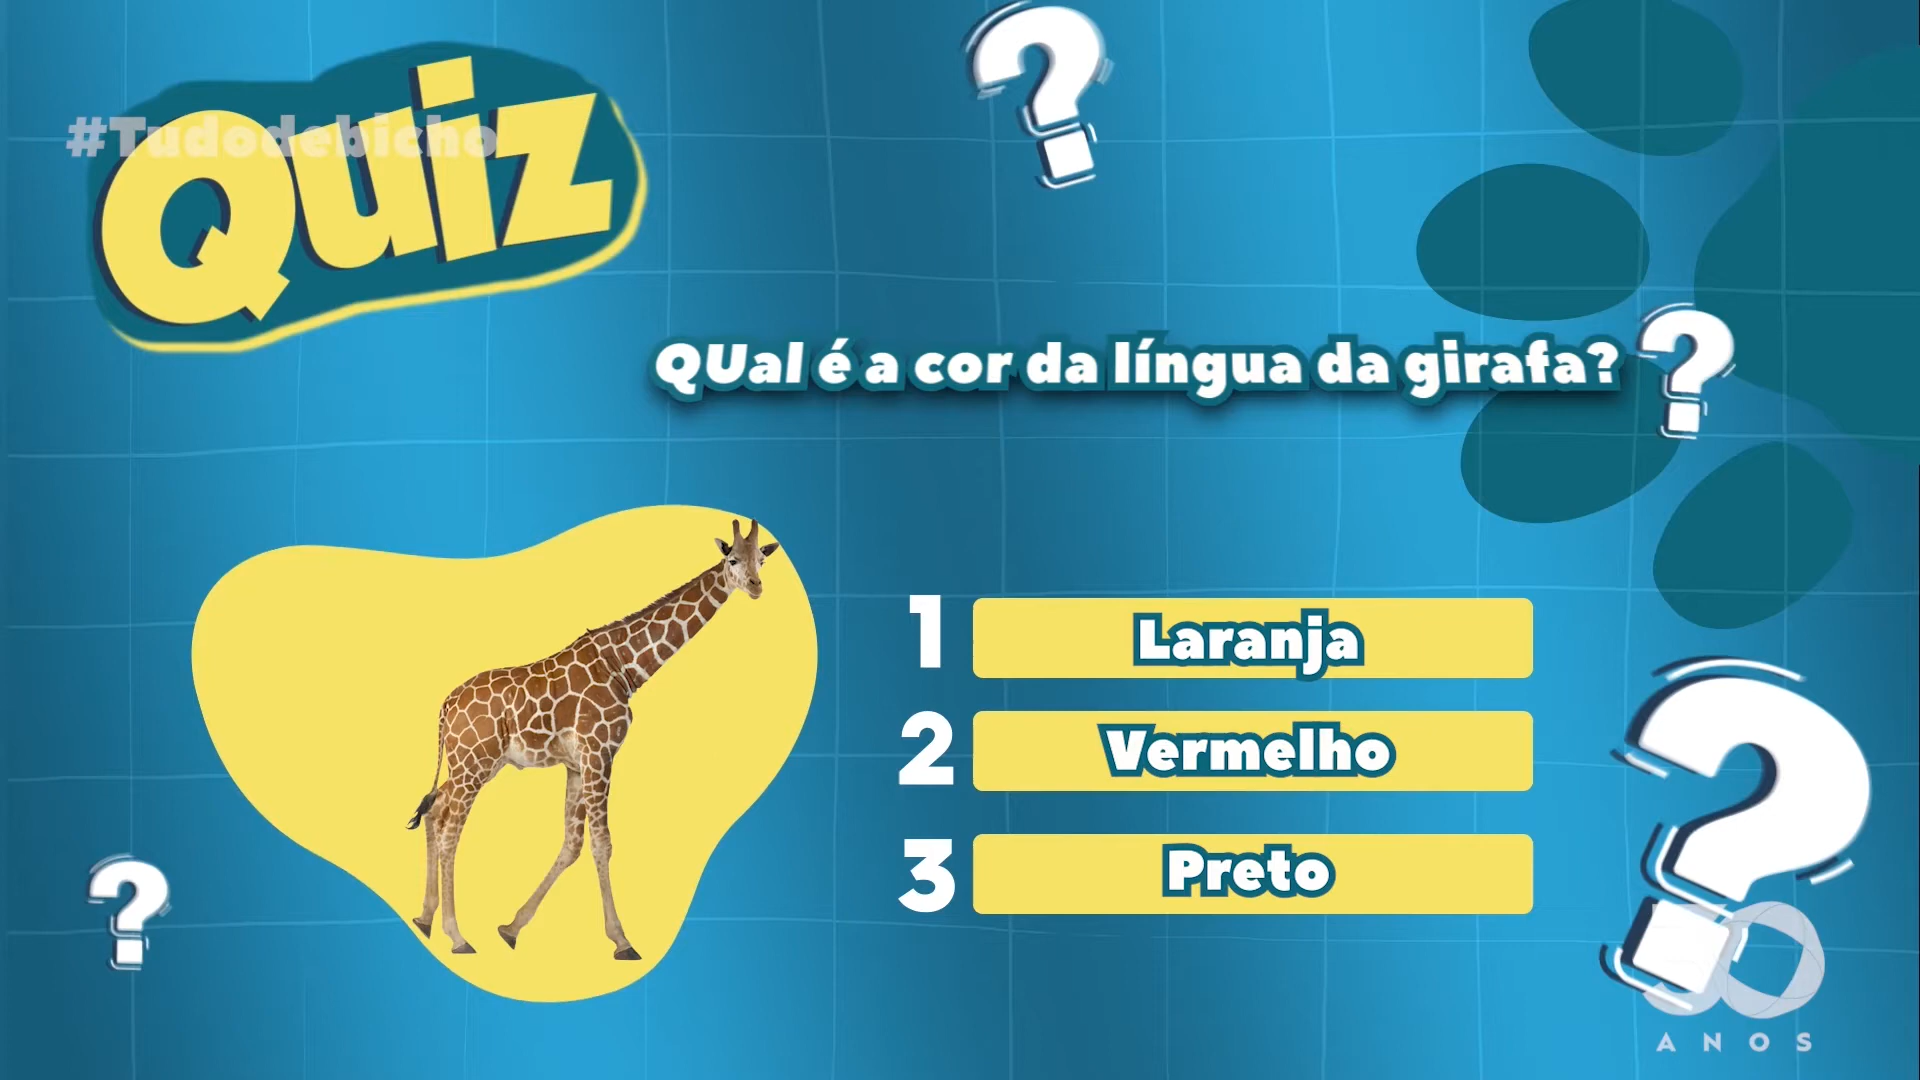 #Tudodebicho
Quiz
QUal é a cor da língua da girafa?
1 Laranja
2 Vermelho
3 Preto
ANOS